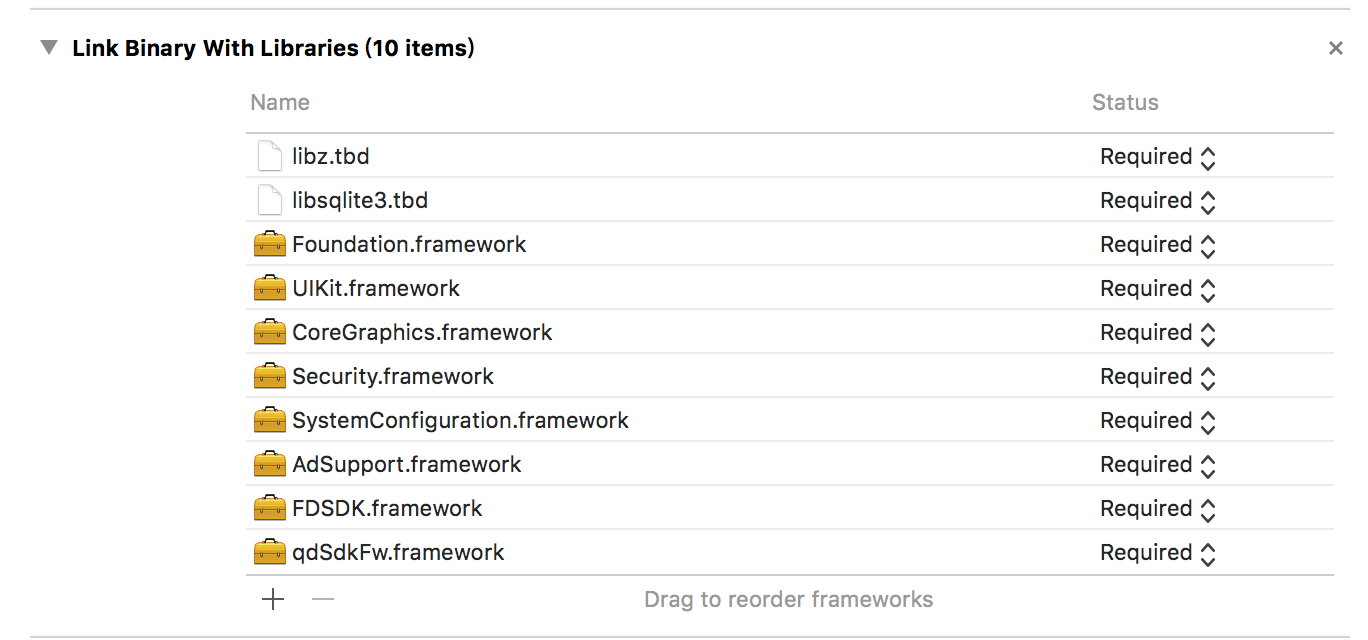 Link Binary With Libraries (10 items)
Name Status
libz.tbd Required
libsqlite3.tbd Required
Foundation.framework Required
UIKit.framework Required
CoreGraphics.framework Required
Security.framework Required
SystemConfiguration.framework Required
AdSupport.framework Required
FDSDK.framework Required
qdSdkFw.framework Required
Drag to reorder frameworks